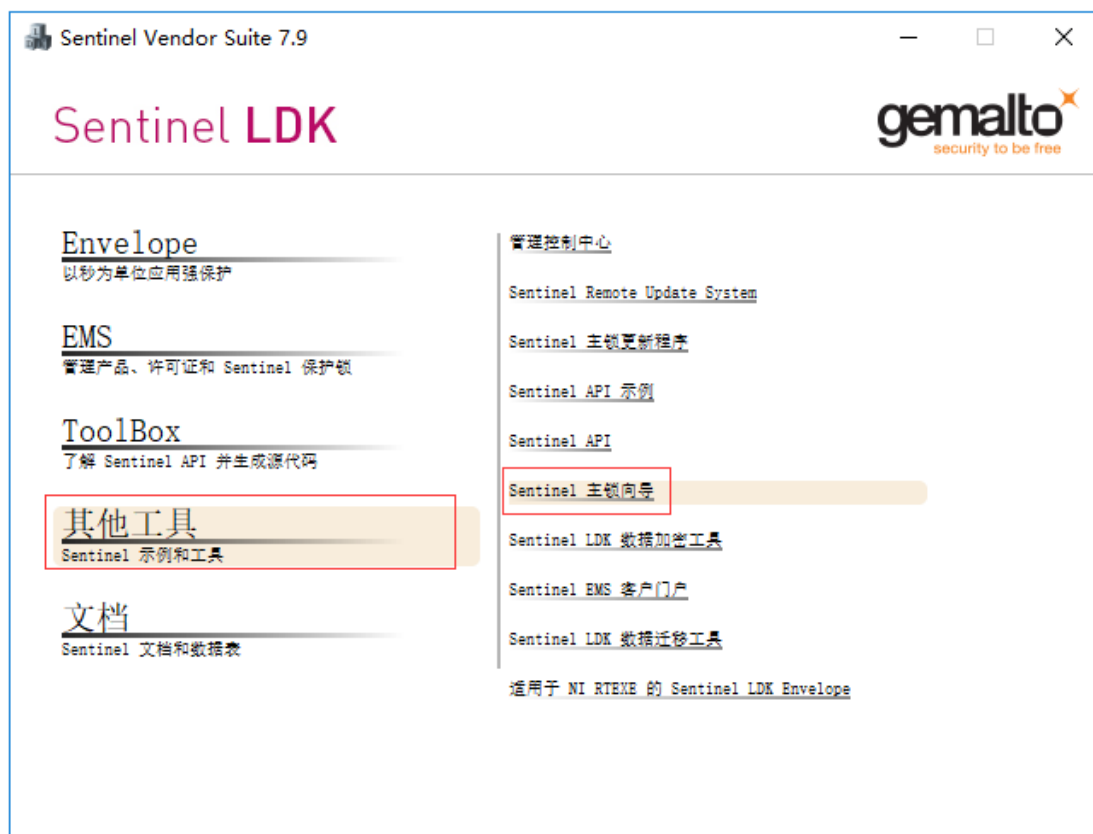 Sentinel Vendor Suite 7.9
Sentinel LDK
gemalto
security to be free
Envelope
以秒为单位应用强保护
EMS
管理产品、许可证和 Sentinel 保护锁
ToolBox
了解 Sentinel API 并生成源代码
其他工具
Sentinel 示例和工具
文档
Sentinel 文档和数据表
管理控制中心
Sentinel Remote Update System
Sentinel 主锁更新程序
Sentinel API 示例
Sentinel API
Sentinel 主锁向导
Sentinel LDK 数据加密工具
Sentinel EMS 客户门户
Sentinel LDK 数据迁移工具
适用于 NI RTEXE 的 Sentinel LDK Envelope